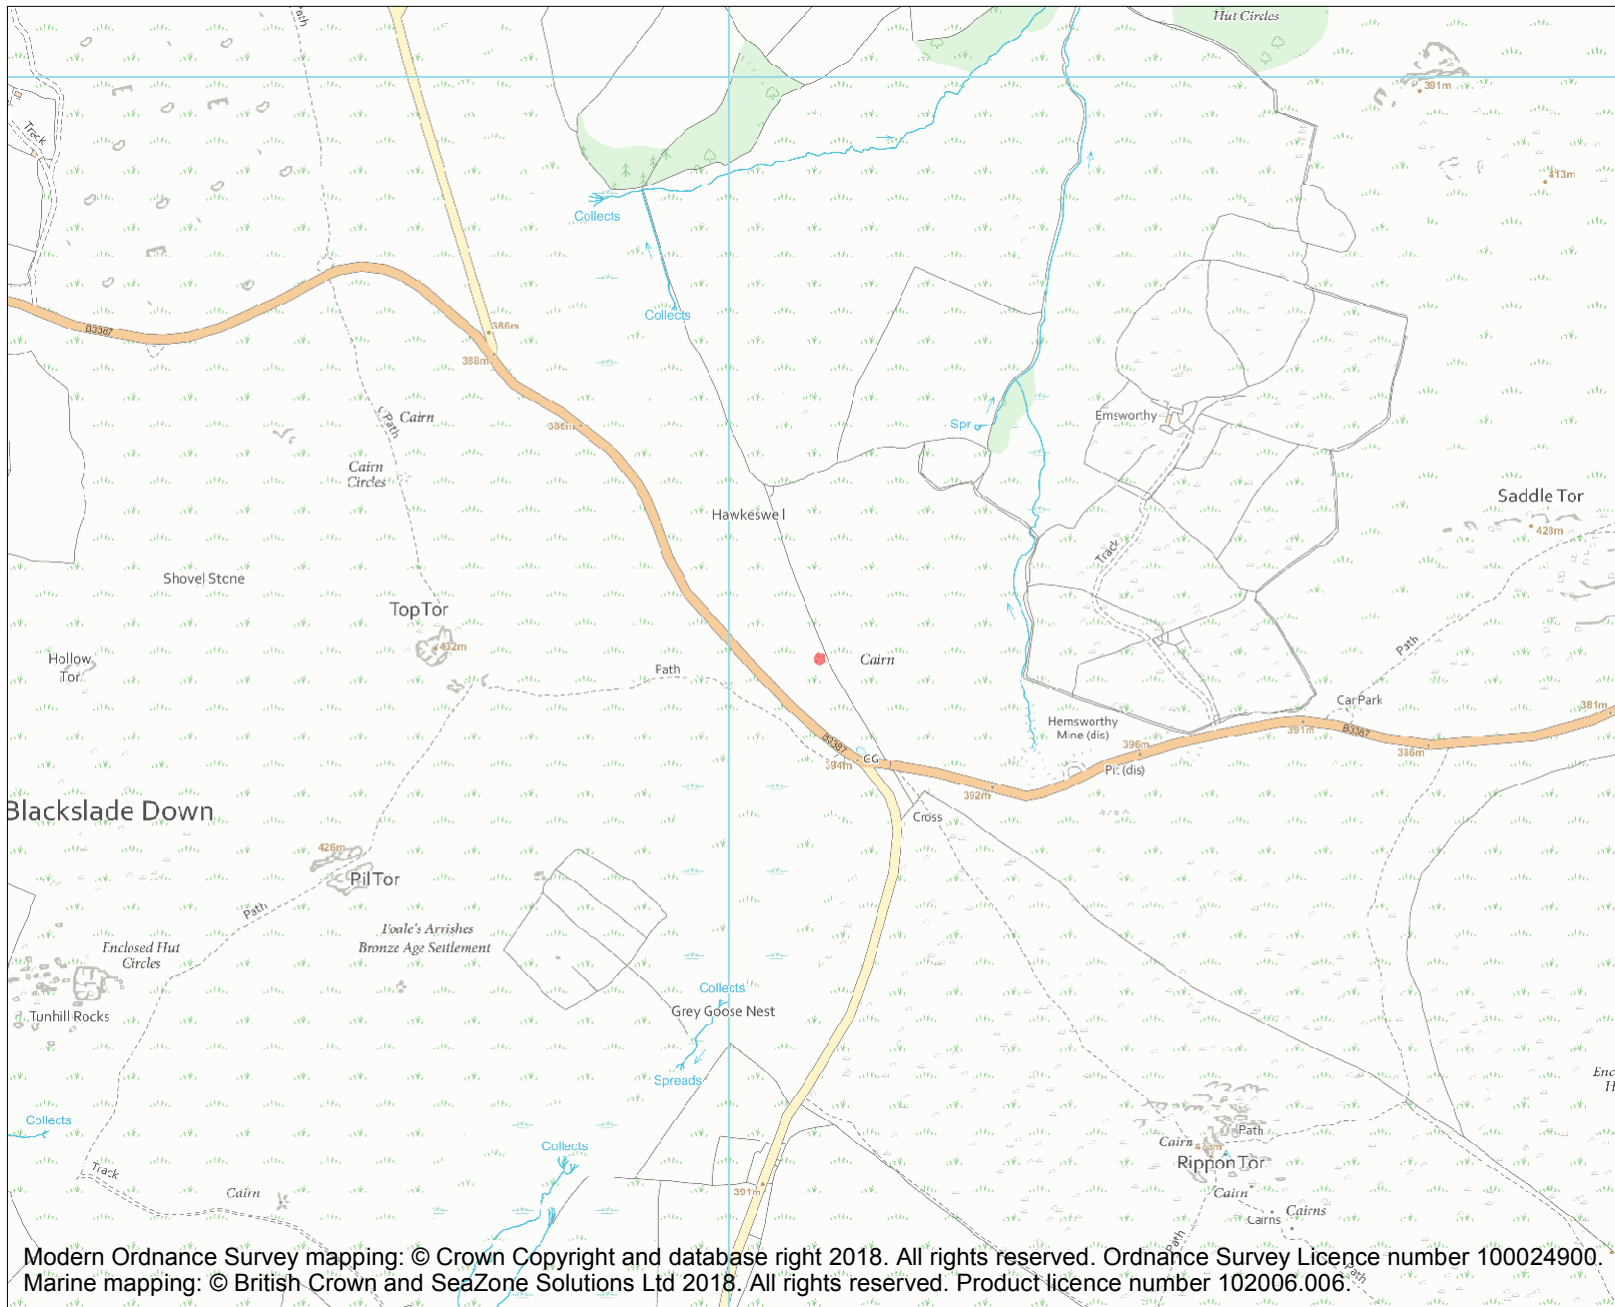 Path
Hut Circles
391m
Track
413m
Collects
Collects
386m
B3387
388m
386m
Cairn
Path
Spr
Emsworthy
Cairn
Circles
Saddle Tor
Hawkeswell
428m
Track
Shovel Stone
Top Tor
432m
Hollow
Tor
Path
Cairn
Path
Car Park
381m
Hemsworthy
Mine (dis)
391m
B3387
396m
386m
B3387
CG
394m
Pit (dis)
392m
Blackslade Down
Cross
426m
Pil Tor
Path
Foale's Arrishes
Bronze Age Settlement
Enclosed Hut
Circles
Collects
Grey Goose Nest
Tunhill Rocks
Spreads
Enc
H
Collects
Path
Cairn
473m
Collects
Rippon Tor
Track
391m
Cairn
Cairn
Cairns
Cairns
Path
Path
Modern Ordnance Survey mapping: © Crown Copyright and database right 2018. All rights reserved. Ordnance Survey Licence number 100024900.
Marine mapping: © British Crown and SeaZone Solutions Ltd 2018. All rights reserved. Product licence number 102006.006.